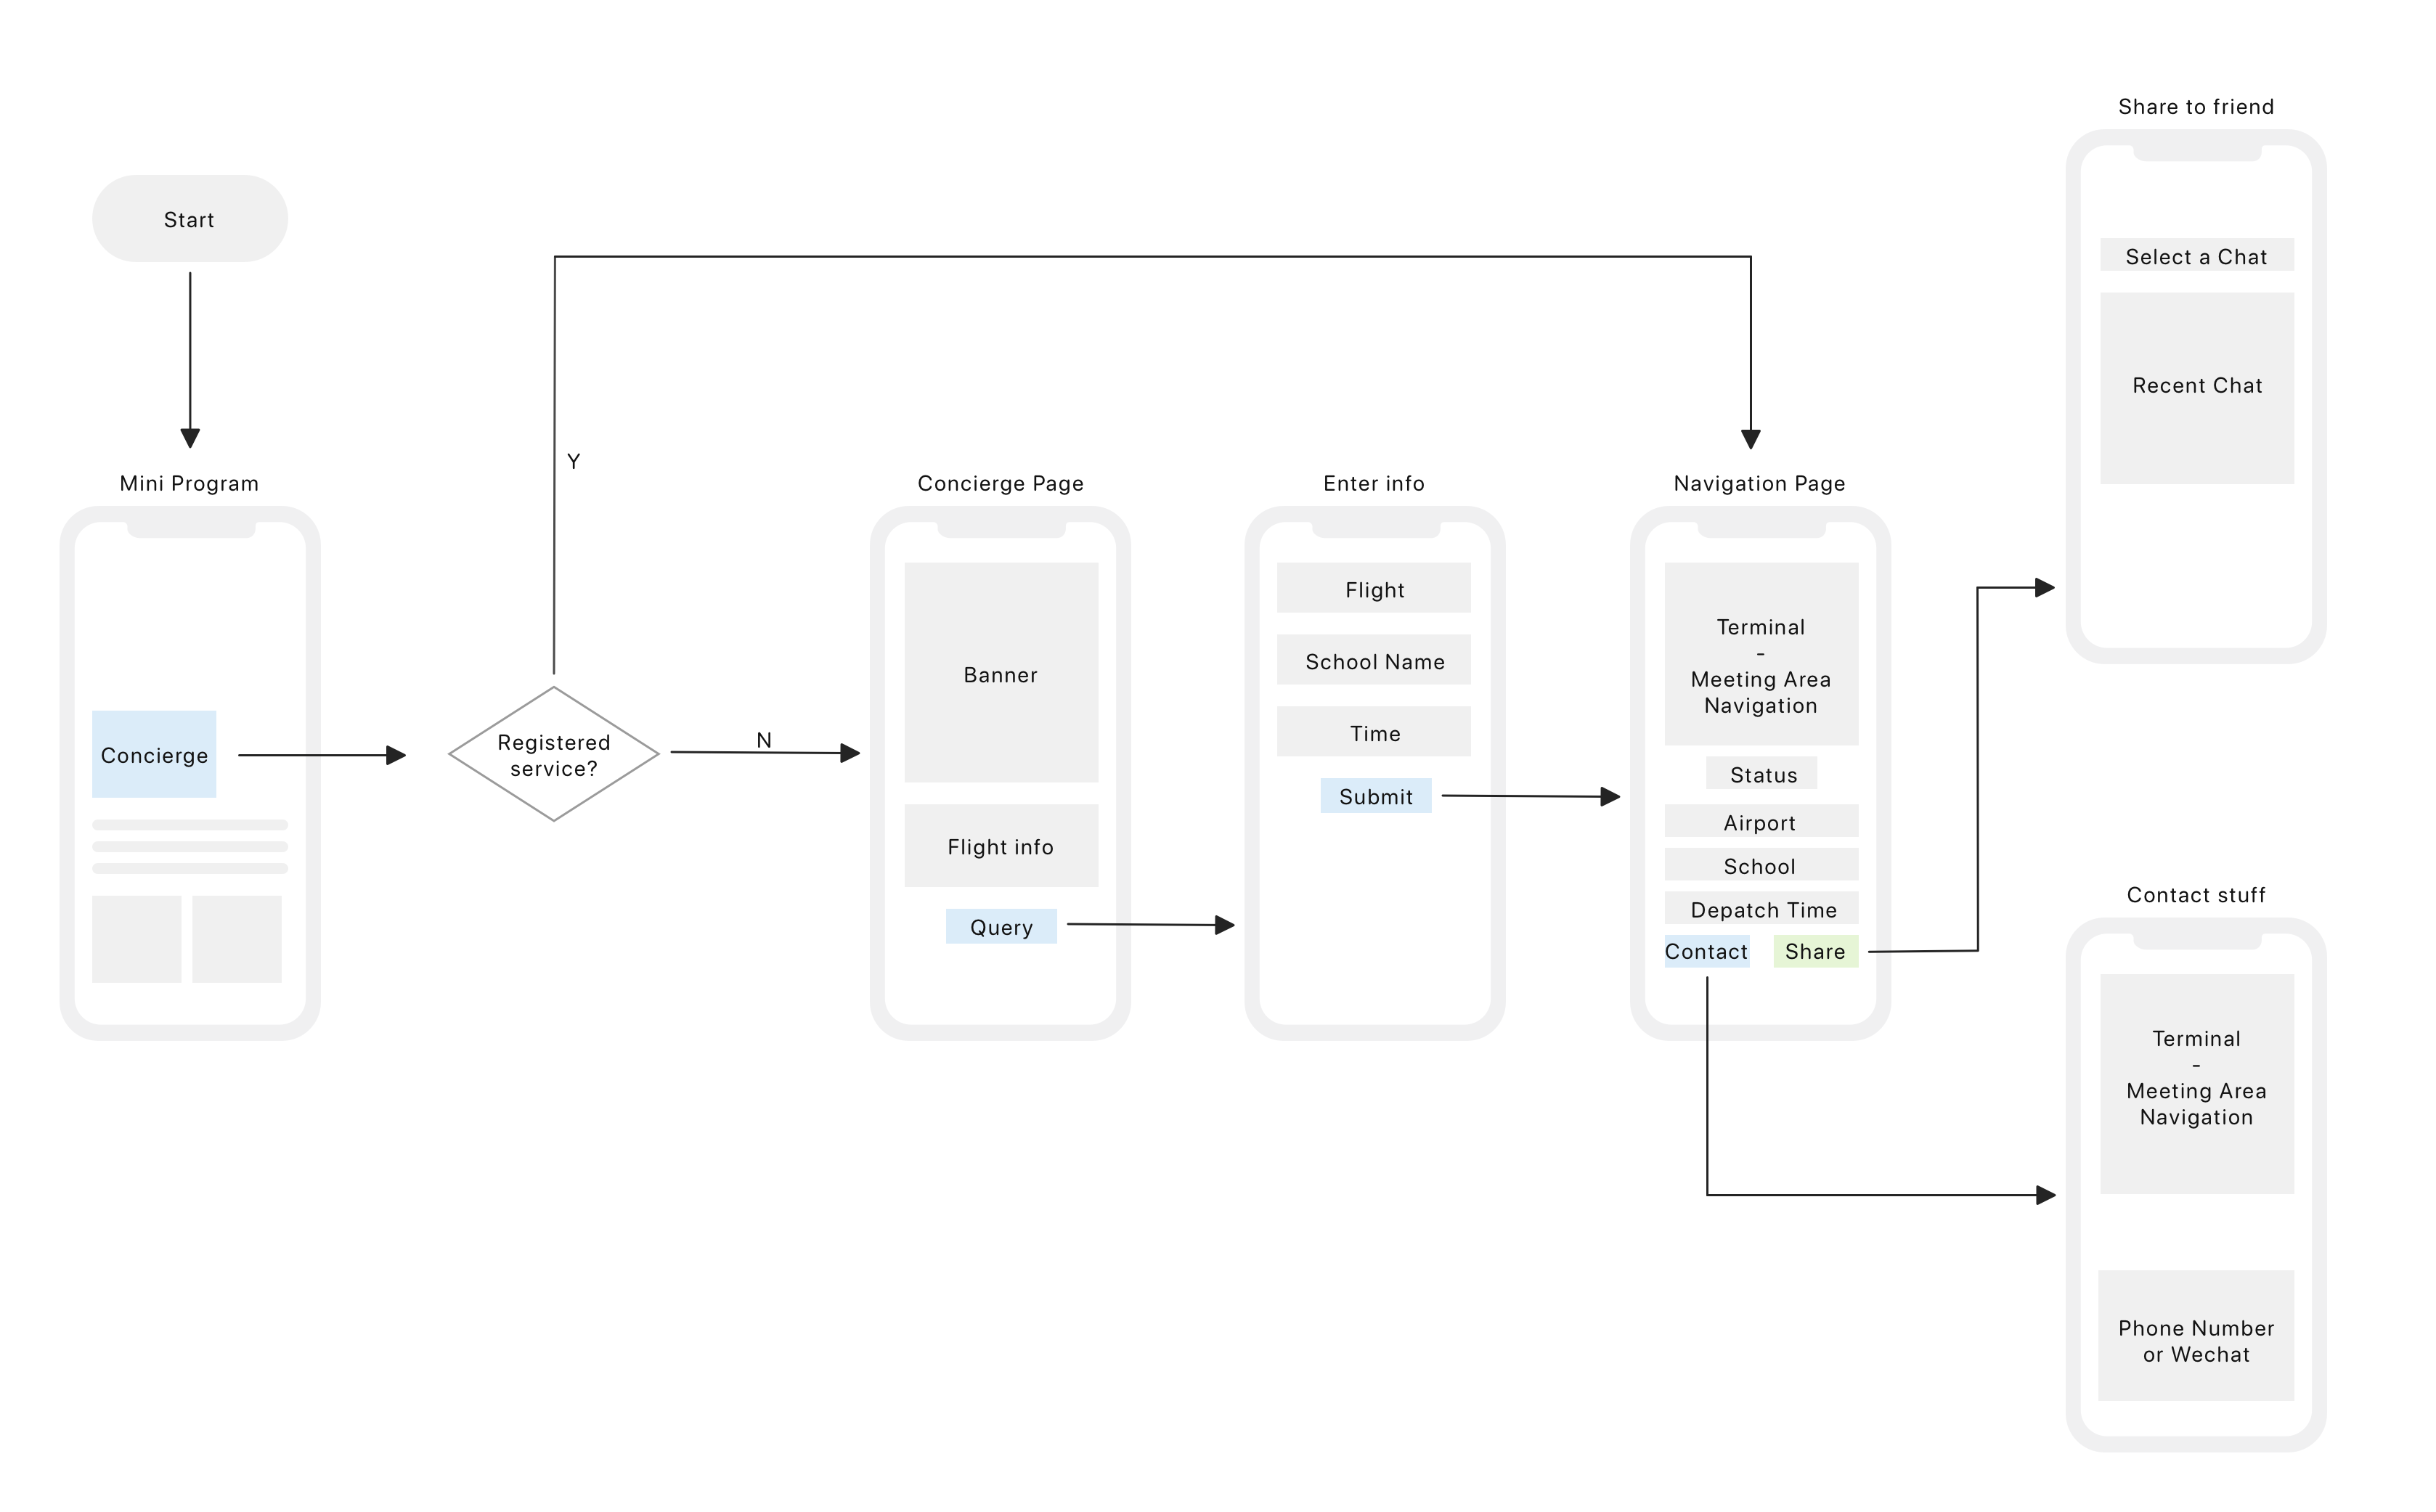 Start
Mini Program
Concierge
Registered
service?
Y
N
Concierge Page
Banner
Flight info
Query
Enter info
Flight
School Name
Time
Submit
Navigation Page
Terminal
-
Meeting Area
Navigation
Status
Airport
School
Depatch Time
Contact
Share
Share to friend
Select a Chat
Recent Chat
Contact stuff
Terminal
-
Meeting Area
Navigation
Phone Number
or Wechat